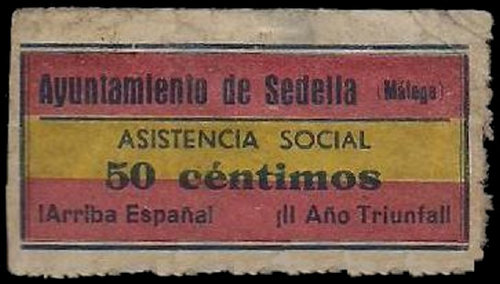 Ayuntamiento de Sedella (Málaga)
ASISTENCIA SOCIAL
50 céntimos
¡Arriba España! ¡II Año Triunfal!